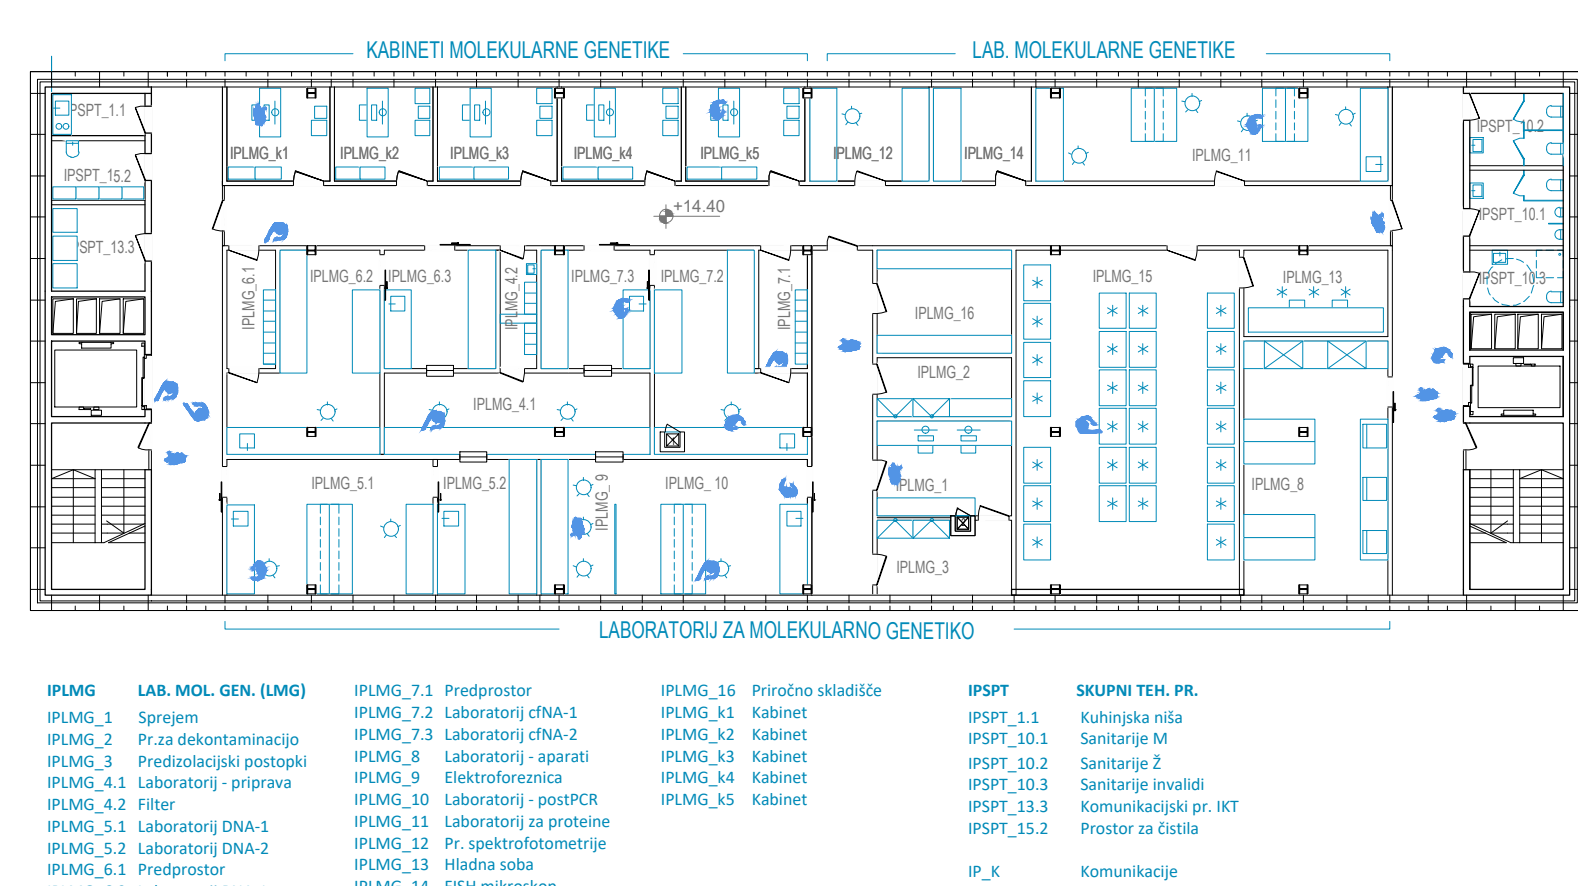 KABINETI MOLEKULARNE GENETIKE
LAB. MOLEKULARNE GENETIKE
PSPT_1.1
IPSPT_15.2
SPT_13.3
IPLMG_k1
IPLMG_k2
IPLMG_k3
IPLMG_k4
IPLMG_k5
IPLMG_12
IPLMG_14
IPLMG_11
IPSPT_10.2
IPSPT_10.1
IPSPT_10.3
+14.40
IPLMG_6.1
IPLMG_6.2
IPLMG_6.3
IPLMG_4.2
IPLMG_7.3
IPLMG_7.2
IPLMG_7.1
IPLMG_16
IPLMG_15
IPLMG_13
IPLMG_2
IPLMG_4.1
IPLMG_5.1
IPLMG_5.2
IPLMG_9
IPLMG_10
IPLMG_1
IPLMG_8
IPLMG_3
LABORATORIJ ZA MOLEKULARNO GENETIKO
IPLMG LAB. MOL. GEN. (LMG)
IPLMG_1 Sprejem
IPLMG_2 Pr.za dekontaminacijo
IPLMG_3 Predizolacijski postopki
IPLMG_4.1 Laboratorij - priprava
IPLMG_4.2 Filter
IPLMG_5.1 Laboratorij DNA-1
IPLMG_5.2 Laboratorij DNA-2
IPLMG_6.1 Predprostor
IPLMG_7.1 Predprostor
IPLMG_7.2 Laboratorij cfNA-1
IPLMG_7.3 Laboratorij cfNA-2
IPLMG_8 Laboratorij - aparati
IPLMG_9 Elektroforeznica
IPLMG_10 Laboratorij - postPCR
IPLMG_11 Laboratorij za proteine
IPLMG_12 Pr. spektrofotometrije
IPLMG_13 Hladna soba
IPLMG_14 FISH mikroskop
IPLMG_16 Priročno skladišče
IPLMG_k1 Kabinet
IPLMG_k2 Kabinet
IPLMG_k3 Kabinet
IPLMG_k4 Kabinet
IPLMG_k5 Kabinet
IPSPT SKUPNI TEH. PR.
IPSPT_1.1 Kuhinjska niša
IPSPT_10.1 Sanitarije M
IPSPT_10.2 Sanitarije Ž
IPSPT_10.3 Sanitarije invalidi
IPSPT_13.3 Komunikacijski pr. IKT
IPSPT_15.2 Prostor za čistila
IP_K Komunikacije